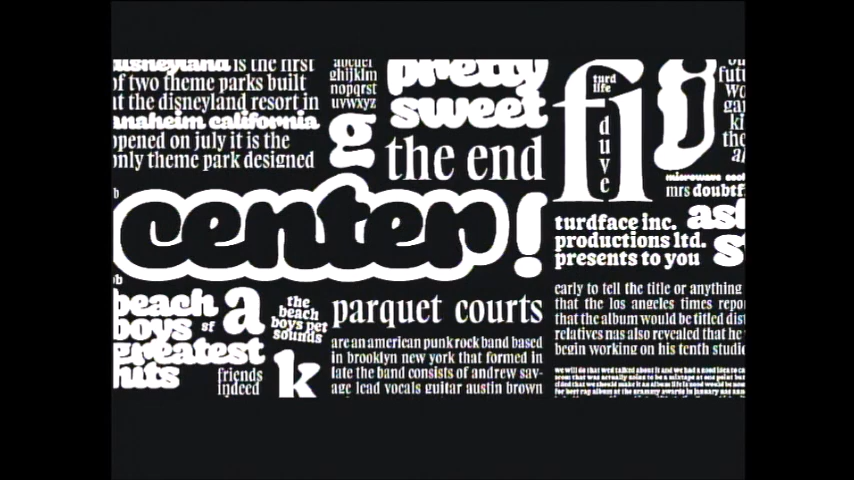 disneyland is the first
of two theme parks built
at the disneyland resort in
anaheim california
opened on july it is the
only theme park designed
ghijklm
nopqrst
uvwxyz
g
pretty
sweet
the end
fi
turd
life
duve
j
mrs doubtf
center!
turdface inc.
productions ltd.
presents to you
beach
boys sf
greatest
hits
a
friends
indeed
the
beach
boys pet
sounds
k
parquet courts
are an american punk rock band based
in brooklyn new york that formed in
late the band consists of andrew sav-
age lead vocals guitar austin brown
early to tell the title or anything
that the los angeles times repo
that the album would be titled dist
relatives nas also revealed that he
begin working on his tenth studio